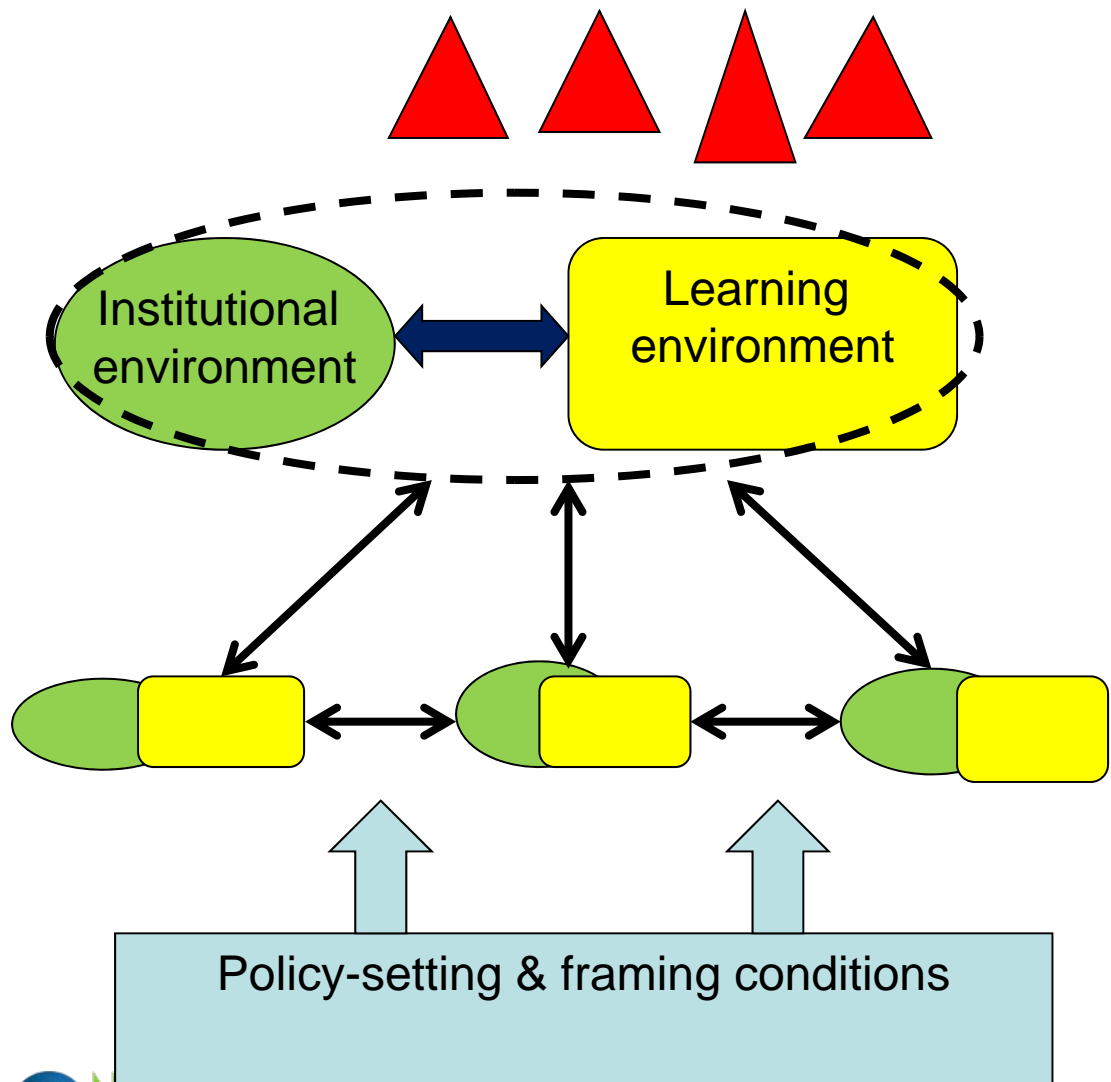 Institutional
environment
Learning
environment
Policy-setting & framing conditions